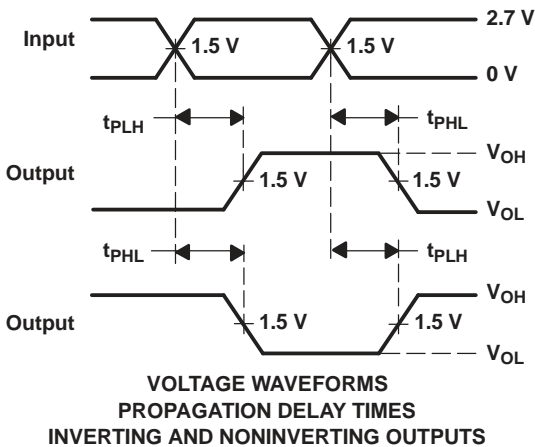 2.7 V
Input
1.5 V
1.5 V
0 V
tPLH
tPHL
VOH
Output
1.5 V
1.5 V
VOL
tPHL
tPLH
VOH
Output
1.5 V
1.5 V
VOL
VOLTAGE WAVEFORMS
PROPAGATION DELAY TIMES
INVERTING AND NONINVERTING OUTPUTS